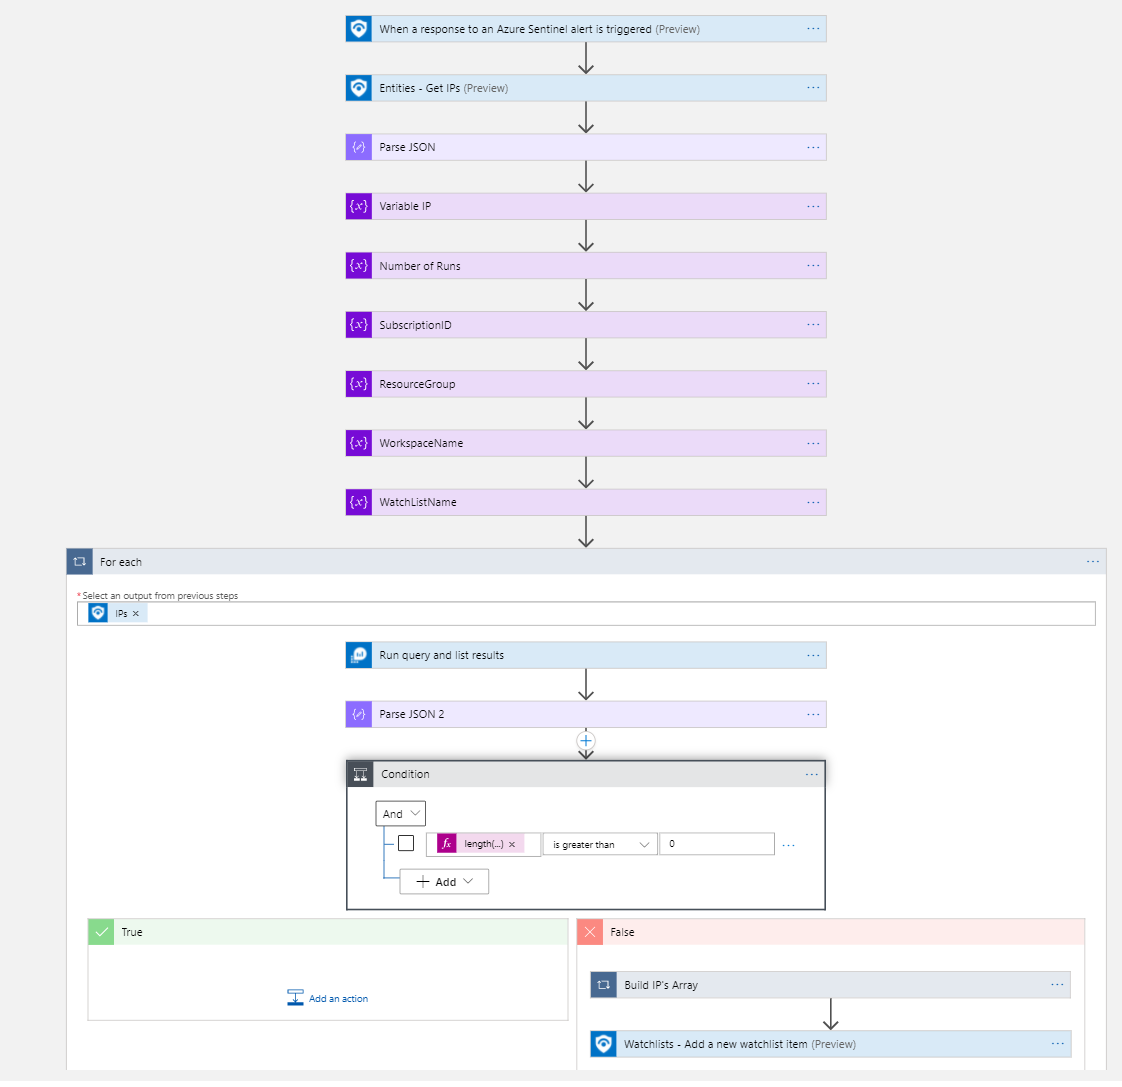 When a response to an Azure Sentinel alert is triggered (Preview)
Entities - Get IPs (Preview)
Parse JSON
Variable IP
Number of Runs
SubscriptionID
ResourceGroup
WorkspaceName
WatchListName
For each
* Select an output from previous steps
IPs ×
Run query and list results
Parse JSON 2
Condition
And
length(...) × is greater than 0
+ Add
True
False
Add an action
Build IP's Array
Watchlists - Add a new watchlist item (Preview)